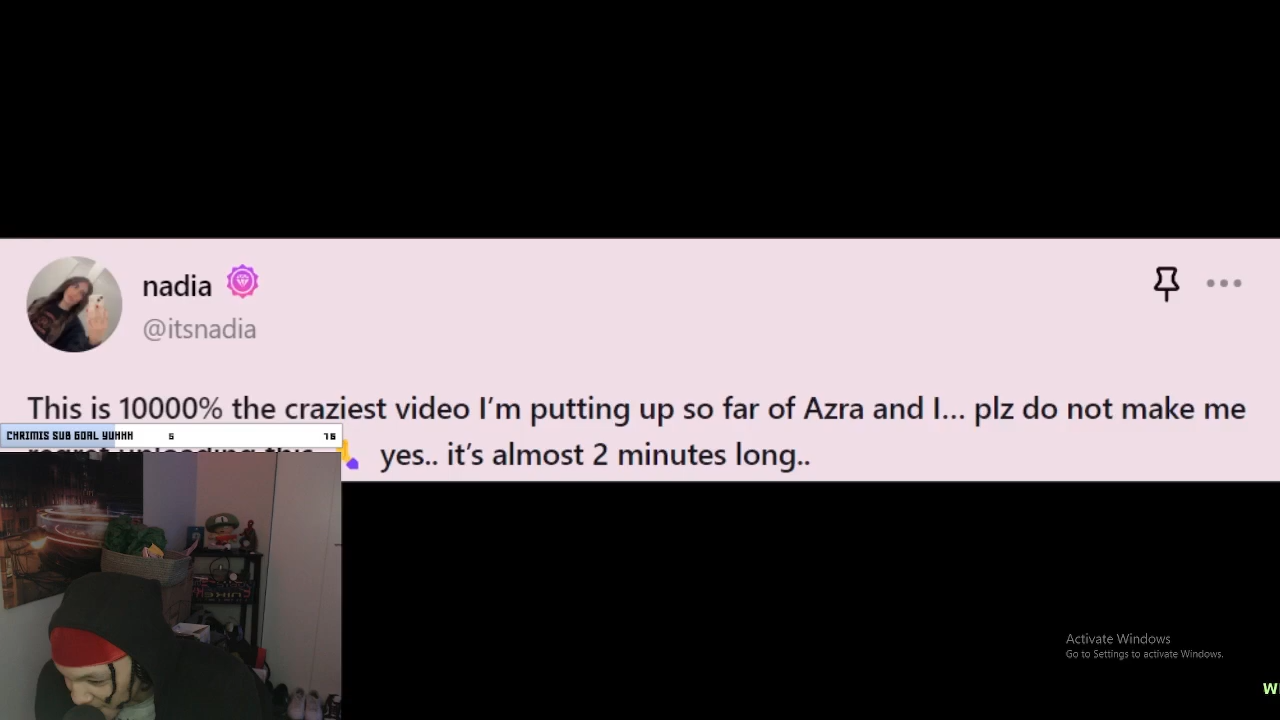 nadia
@itsnadia
This is 10000% the craziest video I'm putting up so far of Azra and I... plz do not make me
yes.. it's almost 2 minutes long..
CHRIMIS SUB GOAL YUHHH 5 76
Activate Windows
Go to Settings to activate Windows.